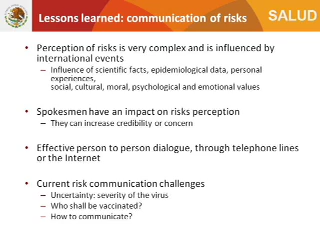 Lessons learned: communication of risks
SALUD
• Perception of risks is very complex and is influenced by
international events
– Influence of scientific facts, epidemiological data, personal
experiences,
social, cultural, moral, psychological and emotional values
• Spokesmen have an impact on risks perception
– They can increase credibility or concern
• Effective person to person dialogue, through telephone lines
or the Internet
• Current risk communication challenges
– Uncertainty: severity of the virus
– Who shall be vaccinated?
– How to communicate?